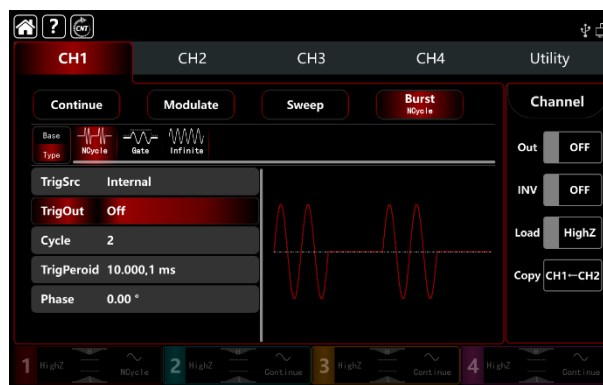 ? CNT
CH1 CH2 CH3 CH4 Utility
Continue Modulate Sweep Burst Channel
NCycle
Base
Type NCycle Gate Infinite
Out OFF
TrigSrc Internal
INV OFF
TrigOut Off
Load HighZ
Cycle 2
TrigPeroid 10.000,1 ms
Copy CH1←CH2
Phase 0.00 °
1 HighZ NCycle 2 HighZ Continue 3 HighZ Continue 4 HighZ Continue